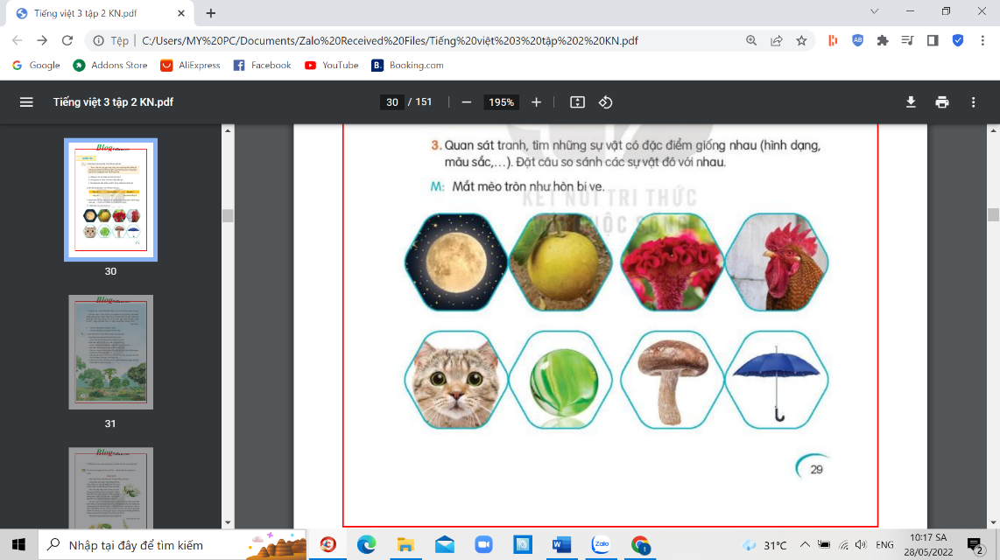 Tiếng việt 3 tập 2 KN.pdf
Tệp
C:/Users/MY%20PC/Documents/Zalo%20Received%20Files/Tiếng%20việt%203%20tập%202%20KN.pdf
Google
Addons Store
AliExpress
Facebook
YouTube
B. Booking.com
Tiếng việt 3 tập 2 KN.pdf
30 / 151
195%
30
31
3. Quan sát tranh, tìm những sự vật có đặc điểm giống nhau (hình dạng,
màu sắc,...). Đặt câu so sánh các sự vật đó với nhau.
M: Mắt mèo tròn như hòn bi ve.
KẾT NỐI TRI THỨC
CUỘC SỐNG
29
Nhập tại đây để tìm kiếm
Zalo
31°C
ENG
10:17 SA
28/05/2022
2